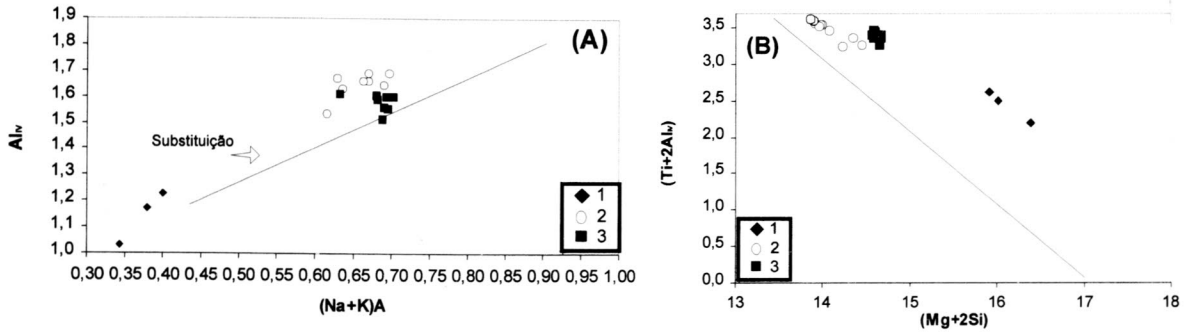 1,9
1,8
1,7
1,6
1,5
1,4
1,3
1,2
1,1
1,0
Alıv
(A)
Substituição
1
2
3
0,30 0,35 0,40 0,45 0,50 0,55 0,60 0,65 0,70 0,75 0,80 0,85 0,90 0,95 1,00
(Na+K)A
3,5
3,0
2,5
2,0
1,5
1,0
0,5
0,0
(Ti+2Alıv)
(B)
1
2
3
13 14 15 16 17 18
(Mg+2Si)